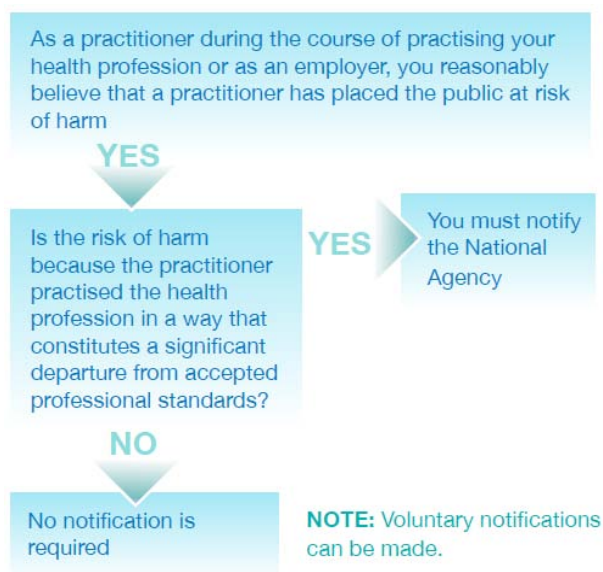 As a practitioner during the course of practising your
health profession or as an employer, you reasonably
believe that a practitioner has placed the public at risk
of harm
YES
Is the risk of harm
because the practitioner
practised the health
profession in a way that
constitutes a significant
departure from accepted
professional standards?
YES
You must notify
the National
Agency
NO
No notification is
required
NOTE: Voluntary notifications
can be made.